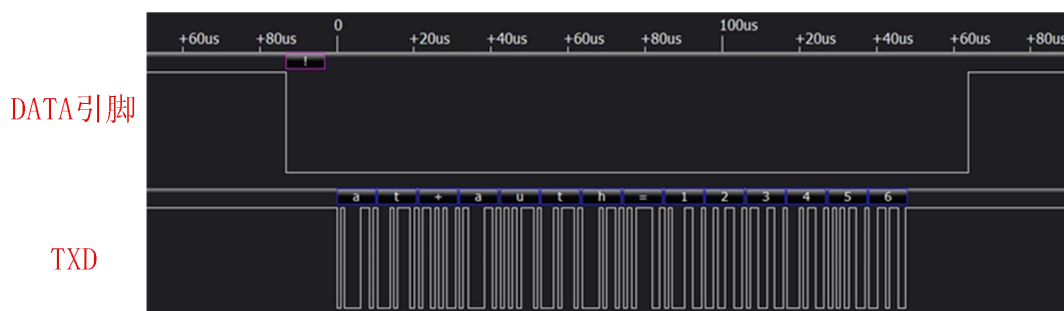 +60us +80us 0 +20us +40us +60us +80us 100us +20us +40us +60us +80us
!
DATA引脚
a t + a u t h = 1 2 3 4 5 6
TXD